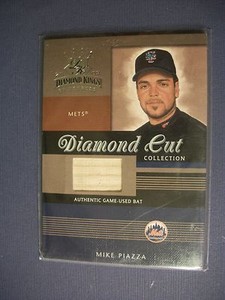 DIAMOND KINGS
METS®
Diamond Cut
COLLECTION
AUTHENTIC GAME-USED BAT
MIKE PIAZZA